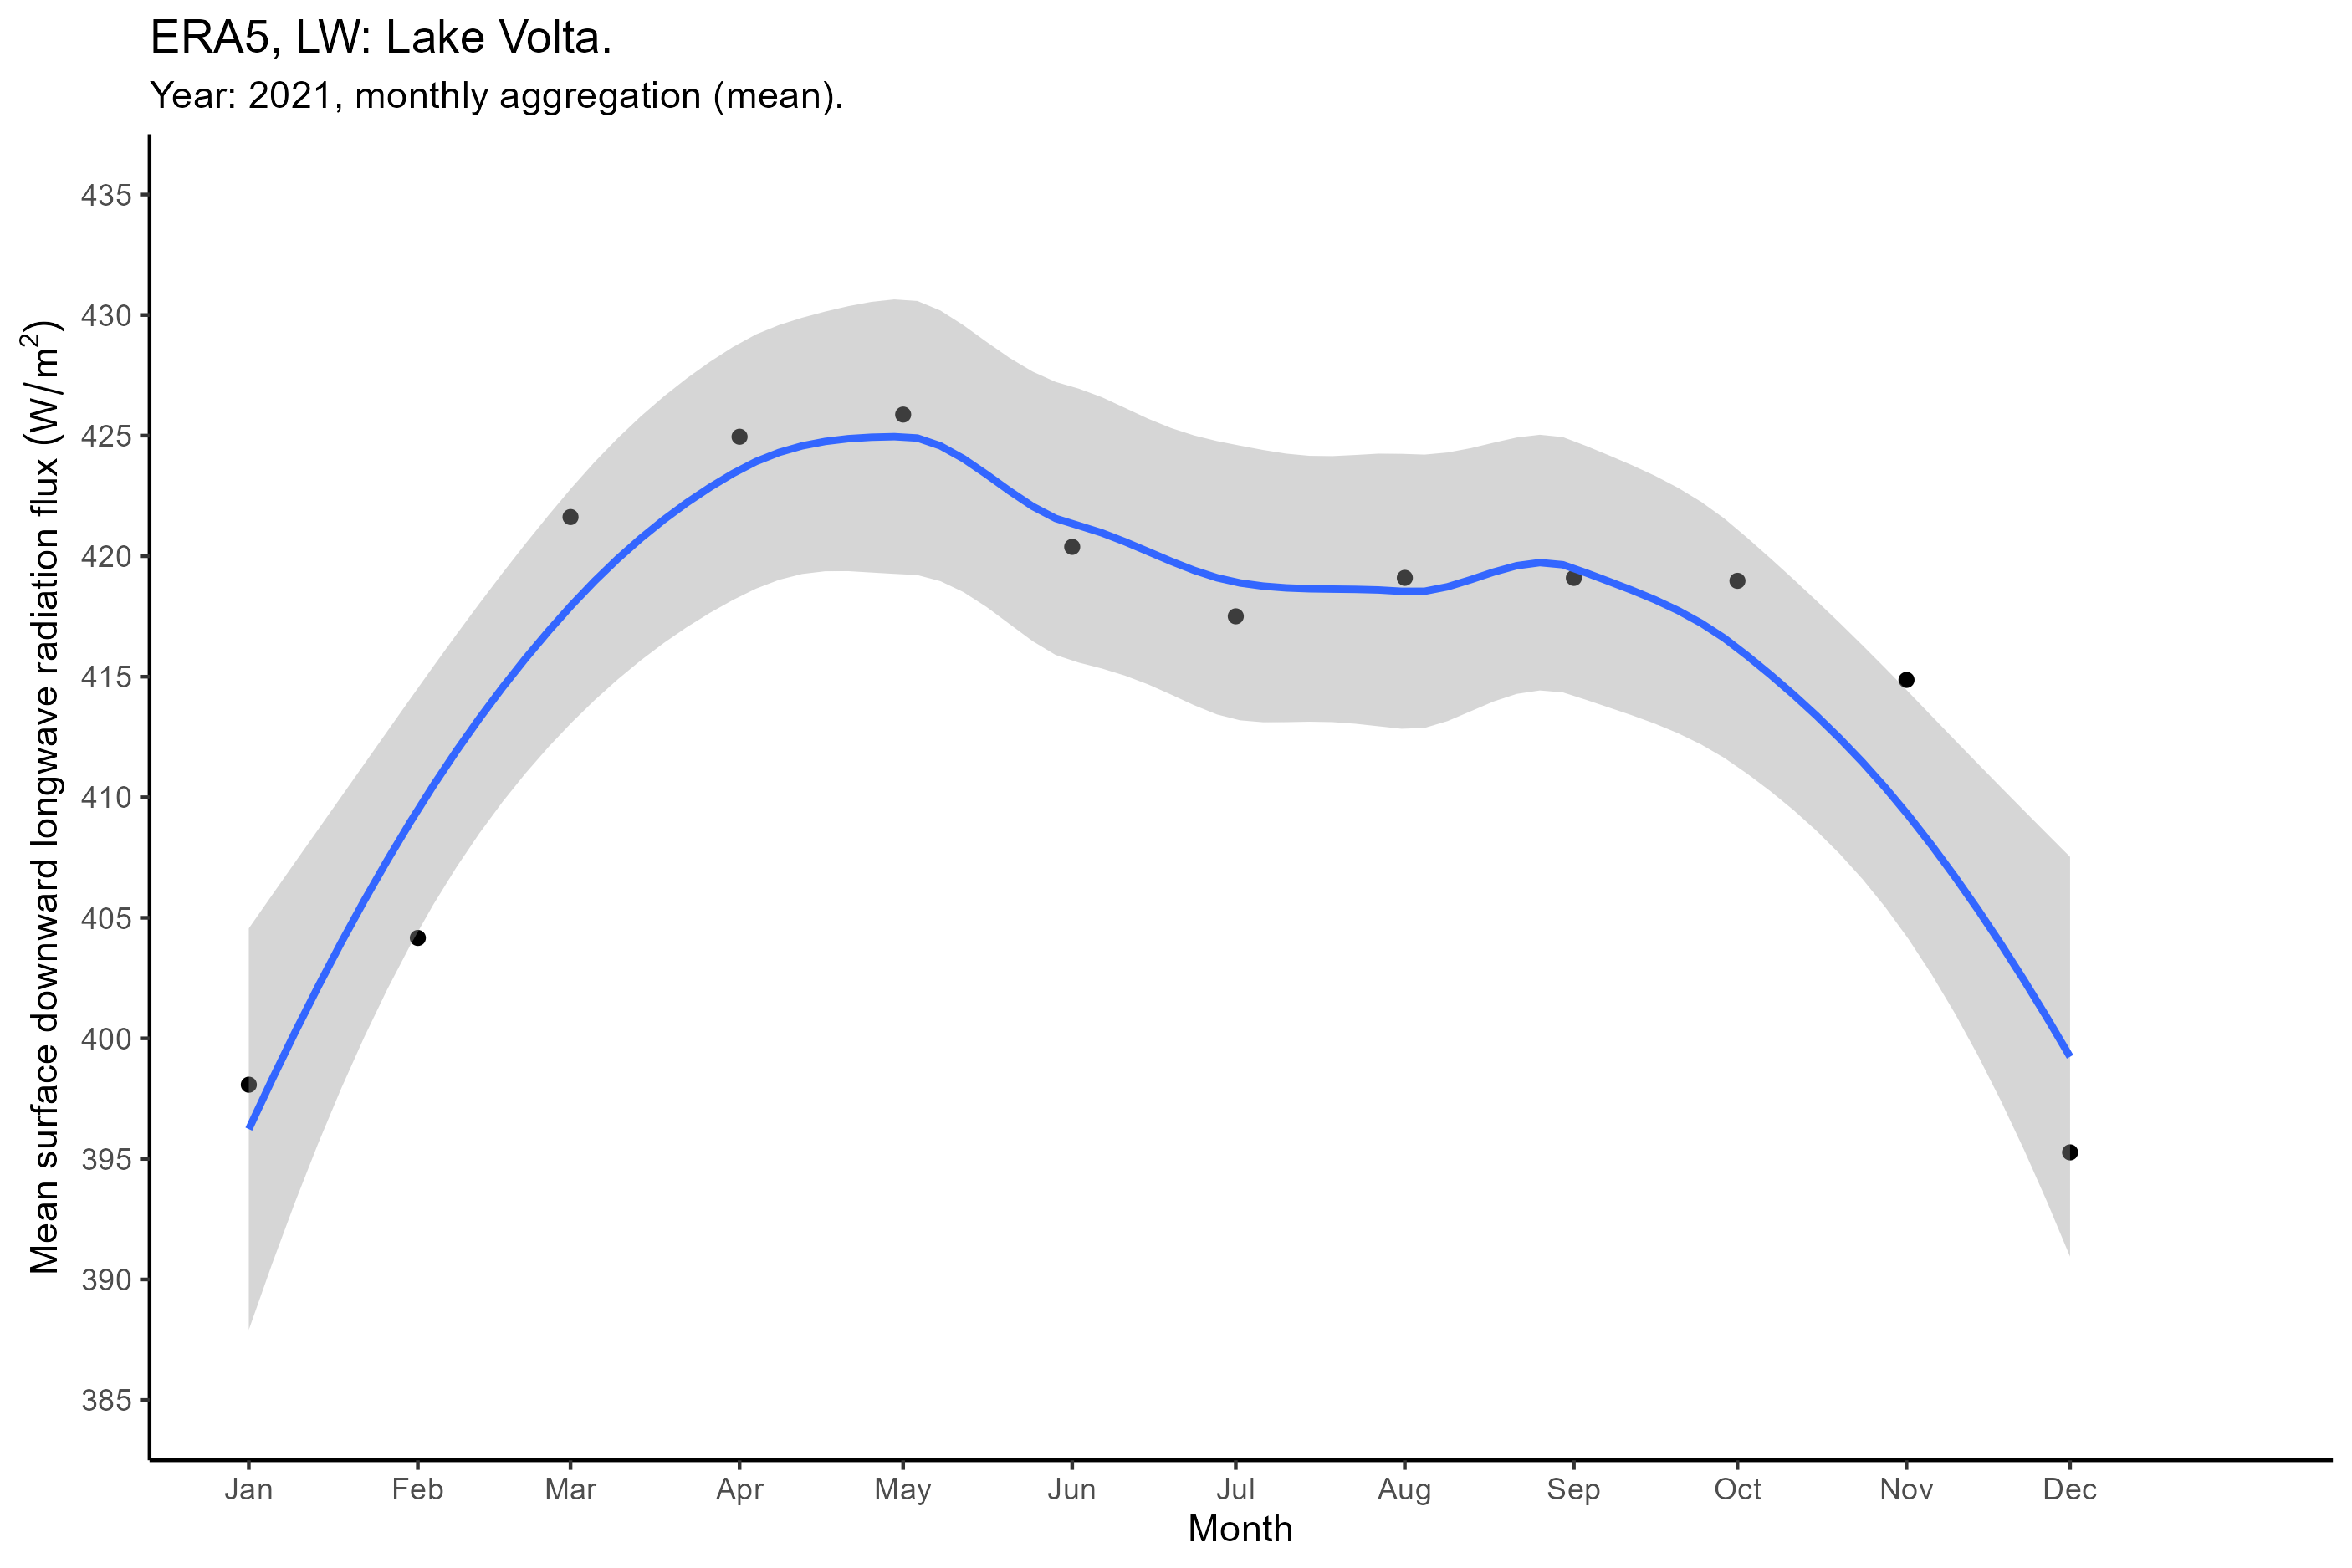 ERA5, LW: Lake Volta.
Year: 2021, monthly aggregation (mean).
Mean surface downward longwave radiation flux (W/m²)
435
430
425
420
415
410
405
400
395
390
385
Jan Feb Mar Apr May Jun Jul Aug Sep Oct Nov Dec
Month